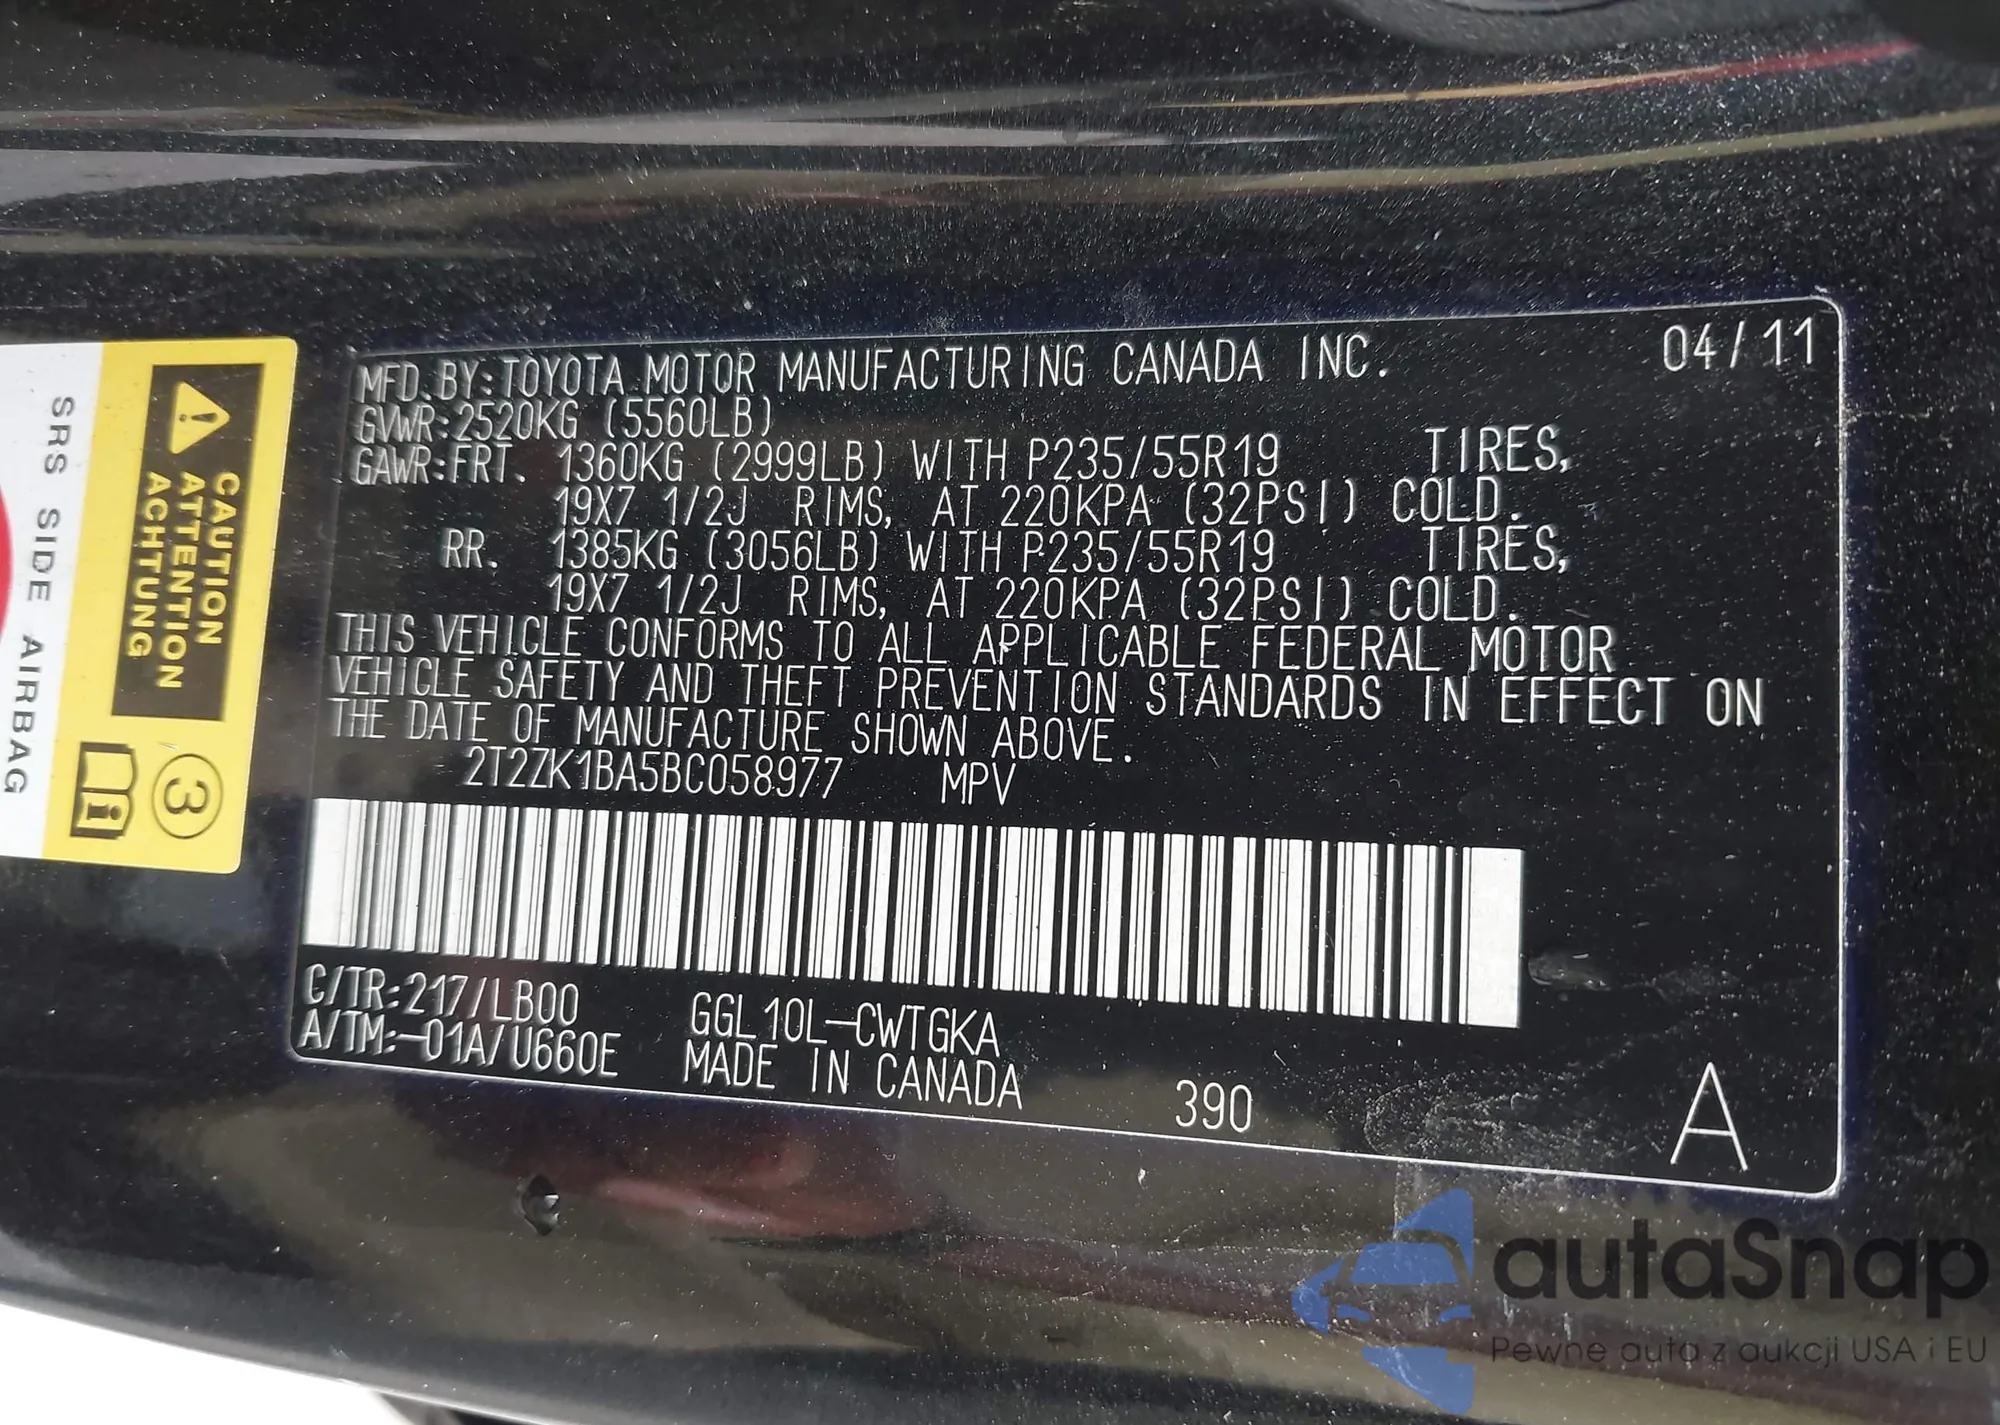 MFD.BY:TOYOTA MOTOR MANUFACTURING CANADA INC. 04/11
GVWR:2520KG (5560LB)
GAWR:FRT. 1360KG (2999LB) WITH P235/55R19 TIRES,
19X7 1/2J RIMS, AT 220KPA (32PSI) COLD.
RR. 1385KG (3056LB) WITH P235/55R19 TIRES,
19X7 1/2J RIMS, AT 220KPA (32PSI) COLD.
THIS VEHICLE CONFORMS TO ALL APPLICABLE FEDERAL MOTOR
VEHICLE SAFETY AND THEFT PREVENTION STANDARDS IN EFFECT ON
THE DATE OF MANUFACTURE SHOWN ABOVE.
2T2ZK1BA5BC058977 MPV
C/TR:217/LB00 GGL10L-CWTGKA
A/TM:-01A/U660E MADE IN CANADA 390 A
CAUTION
ATTENTION
ACHTUNG
3
i
SRS SIDE AIRBAG
autaSnap
Pewne auta z aukcji USA i EU